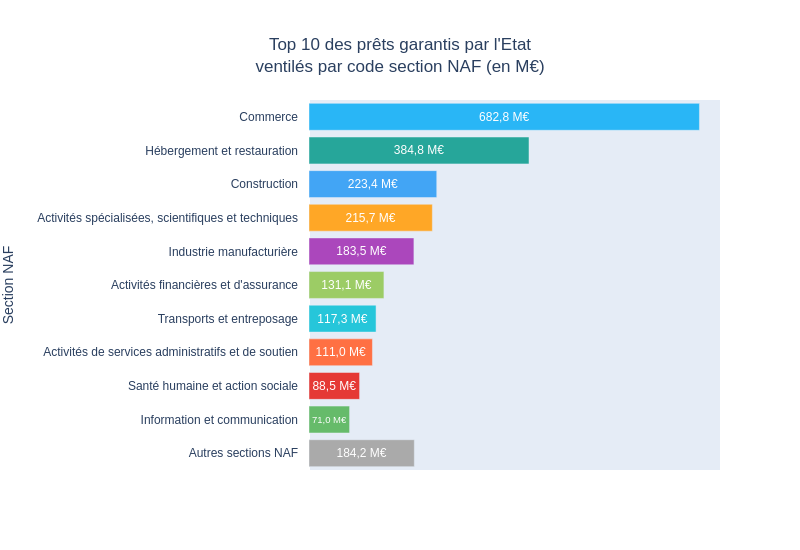 Top 10 des prêts garantis par l'Etat
ventilés par code section NAF (en M€)
Section NAF
Commerce 682,8 M€
Hébergement et restauration 384,8 M€
Construction 223,4 M€
Activités spécialisées, scientifiques et techniques 215,7 M€
Industrie manufacturière 183,5 M€
Activités financières et d'assurance 131,1 M€
Transports et entreposage 117,3 M€
Activités de services administratifs et de soutien 111,0 M€
Santé humaine et action sociale 88,5 M€
Information et communication 71,0 M€
Autres sections NAF 184,2 M€